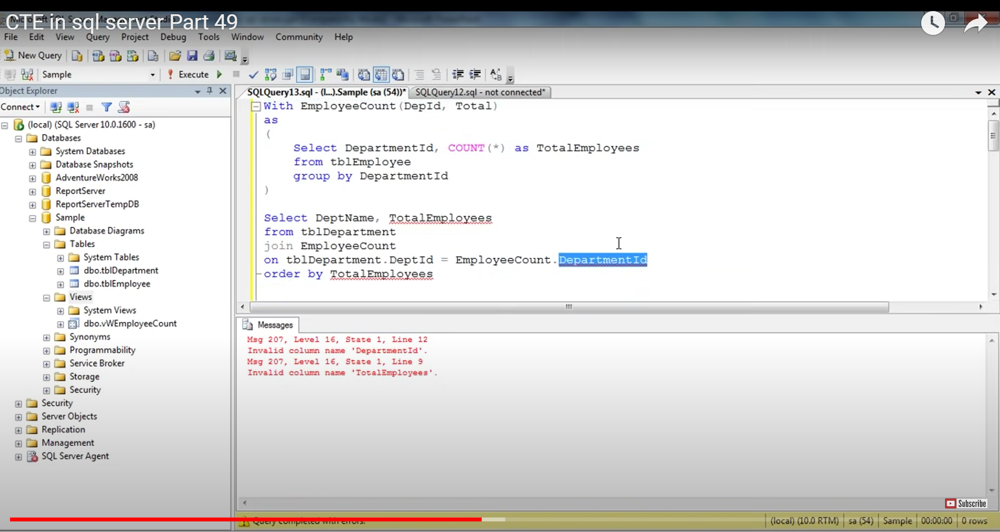 CTE in sql server Part 49
File Edit View Query Project Debug Tools Window Community Help
New Query
Sample Execute
Object Explorer
Connect
(local) (SQL Server 10.0.1600 - sa)
Databases
System Databases
Database Snapshots
AdventureWorks2008
ReportServer
ReportServerTempDB
Sample
Database Diagrams
Tables
System Tables
dbo.tblDepartment
dbo.tblEmployee
Views
System Views
dbo.vWEmployeeCount
Synonyms
Programmability
Service Broker
Storage
Security
Security
Server Objects
Replication
Management
SQL Server Agent
SQLQuery13.sql - (l...).Sample (sa (54))* SQLQuery12.sql - not connected*
With EmployeeCount(DepId, Total)
as
(
Select DepartmentId, COUNT(*) as TotalEmployees
from tblEmployee
group by DepartmentId
)
Select DeptName, TotalEmployees
from tblDepartment
join EmployeeCount
on tblDepartment.DeptId = EmployeeCount.DepartmentId
order by TotalEmployees
Messages
Msg 207, Level 16, State 1, Line 12
Invalid column name 'DepartmentId'.
Msg 207, Level 16, State 1, Line 9
Invalid column name 'TotalEmployees'.
Subscribe
Query completed with errors. (local) (10.0 RTM) sa (54) Sample 00:00:00 0 rows